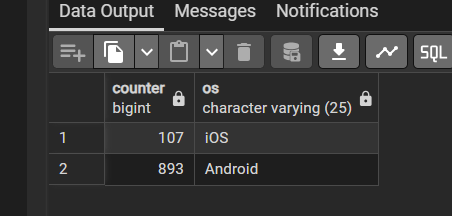 Data Output Messages Notifications
SQL
counter os
bigint character varying (25)
1 107 iOS
2 893 Android